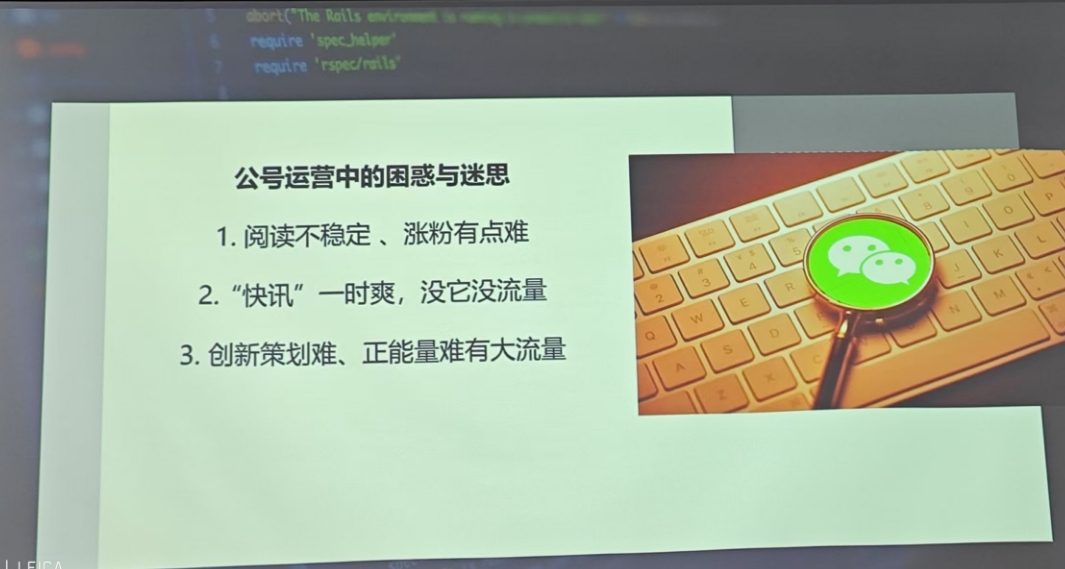 abort("The Rails environment is running in
6 require 'spec_helper'
7 require 'rspec/rails'
公号运营中的困惑与迷思
1. 阅读不稳定 、涨粉有点难
2. “快讯” 一时爽，没它没流量
3. 创新策划难、正能量难有大流量
LEICA